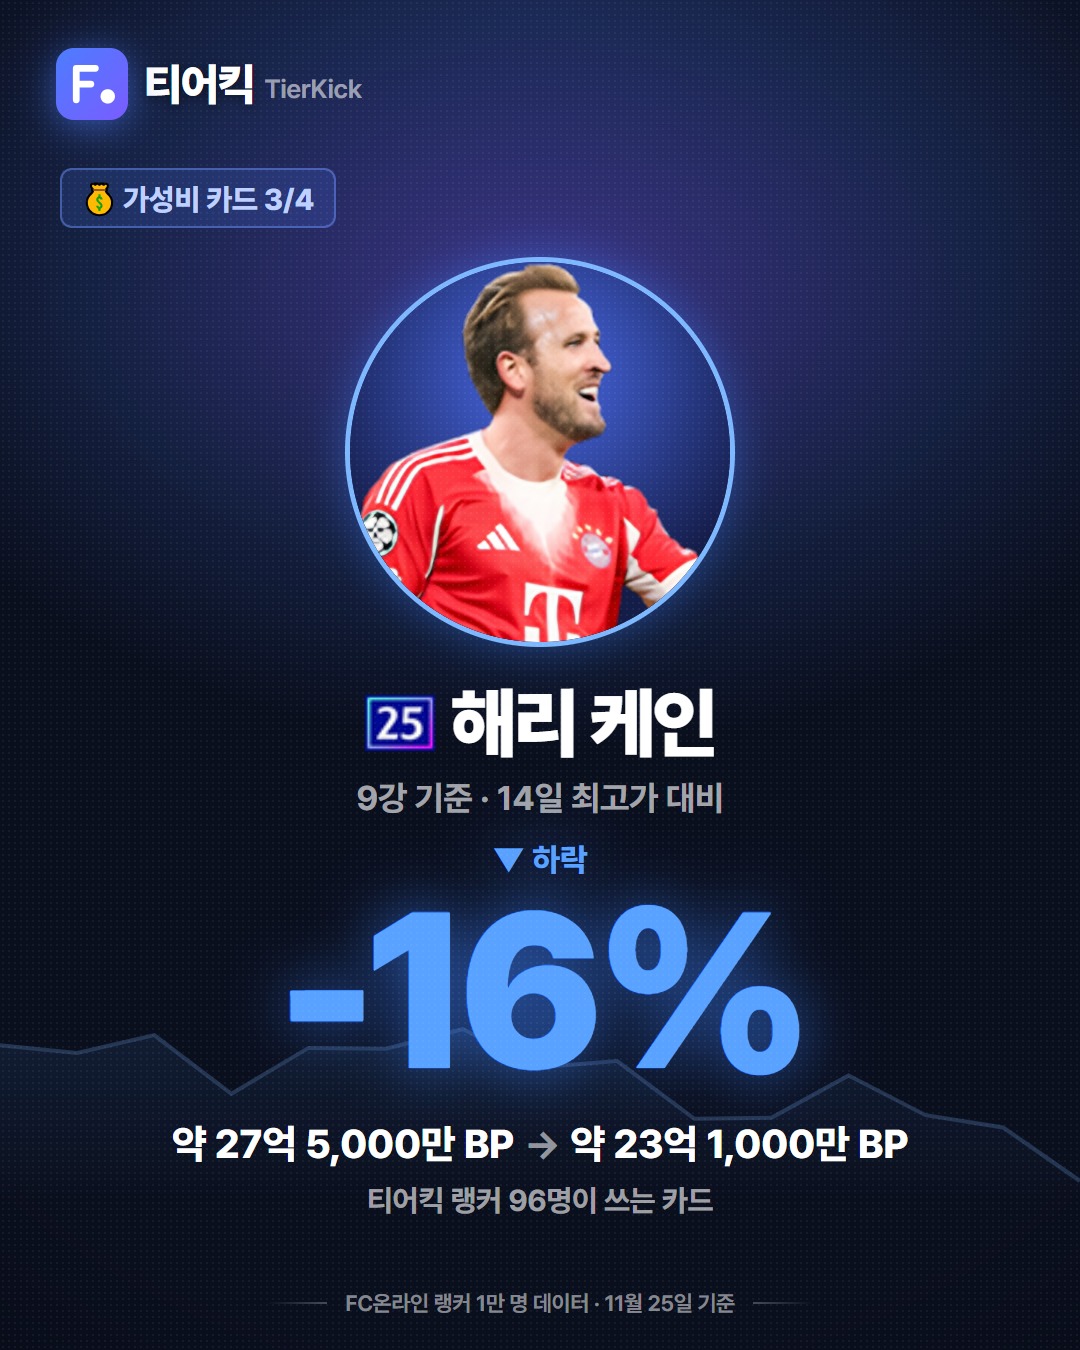 F.
티어킥 TierKick
가성비 카드 3/4
T
25 해리 케인
9강 기준 · 14일 최고가 대비
▼ 하락
-16%
약 27억 5,000만 BP → 약 23억 1,000만 BP
티어킥 랭커 96명이 쓰는 카드
FC온라인 랭커 1만 명 데이터 · 11월 25일 기준